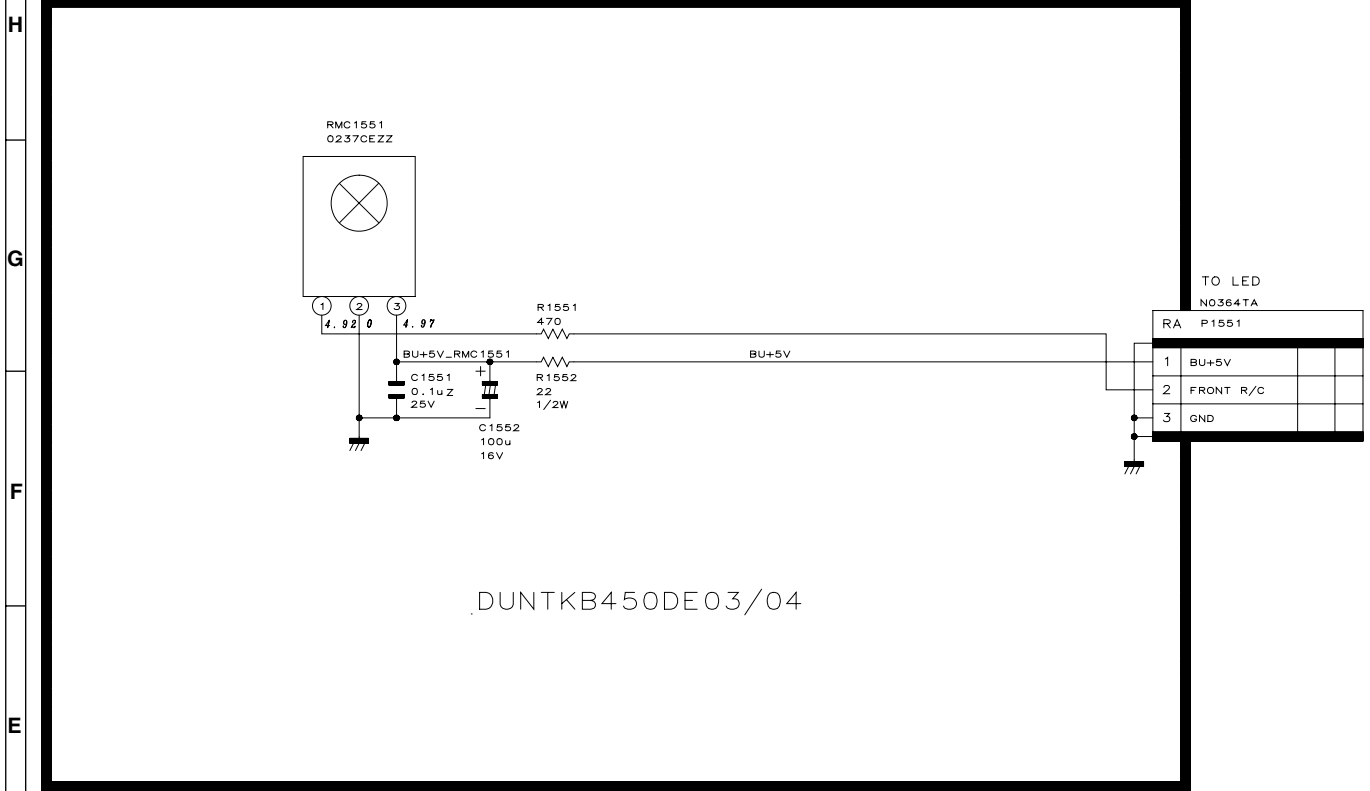 H
RMC1551
0237CEZZ
G
1 2 3
4.92 0 4.97
R1551
470
TO LED
N0364TA
RA P1551
BU+5V_RMC1551
BU+5V
1 BU+5V
C1551
0.1uZ
25V
+
-
R1552
22
1/2W
2 FRONT R/C
3 GND
C1552
100u
16V
F
DUNTKB450DE03/04
E